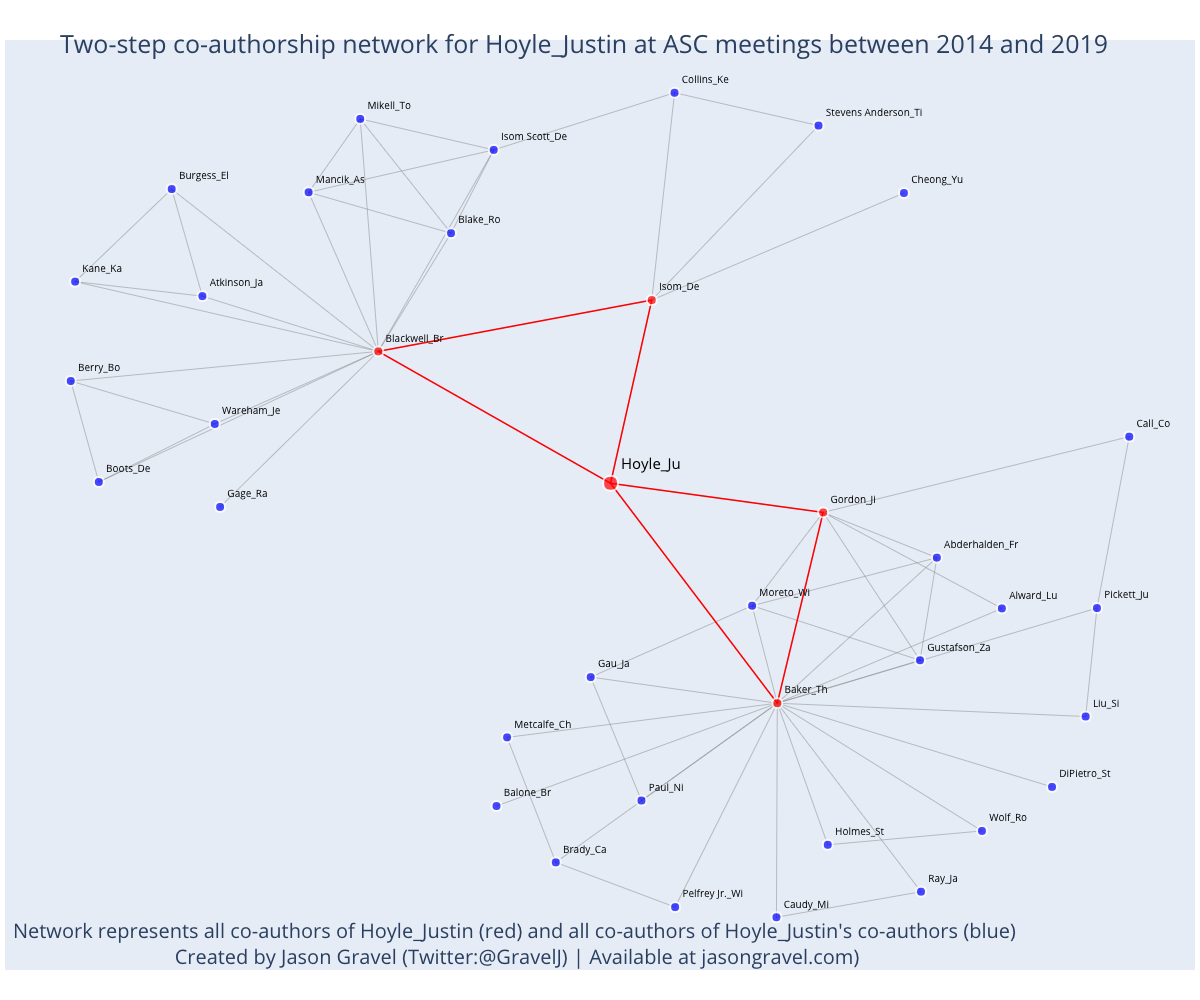 Two-step co-authorship network for Hoyle_Justin at ASC meetings between 2014 and 2019
Collins_Ke
Mikell_To
Stevens Anderson_Ti
Isom Scott_De
Burgess_El
Mancik_As
Cheong_Yu
Blake_Ro
Kane_Ka
Atkinson_Ja
Isom_De
Blackwell_Br
Berry_Bo
Wareham_Je
Call_Co
Boots_De
Hoyle_Ju
Gage_Ra
Gordon_Ji
Abderhalden_Fr
Moreto_Wi
Alward_Lu
Pickett_Ju
Gustafson_Za
Gau_Ja
Baker_Th
Liu_Si
Metcalfe_Ch
DiPietro_St
Balone_Br
Paul_Ni
Wolf_Ro
Holmes_St
Brady_Ca
Ray_Ja
Pelfrey Jr._Wi
Caudy_Mi
Network represents all co-authors of Hoyle_Justin (red) and all co-authors of Hoyle_Justin's co-authors (blue)
Created by Jason Gravel (Twitter:@GravelJ) | Available at jasongravel.com)